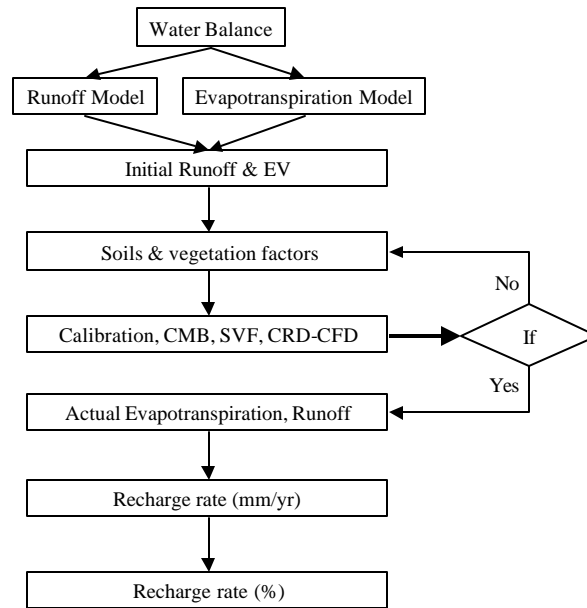 Water Balance
Runoff Model
Evapotranspiration Model
Initial Runoff & EV
Soils & vegetation factors
No
Calibration, CMB, SVF, CRD-CFD
If
Yes
Actual Evapotranspiration, Runoff
Recharge rate (mm/yr)
Recharge rate (%)